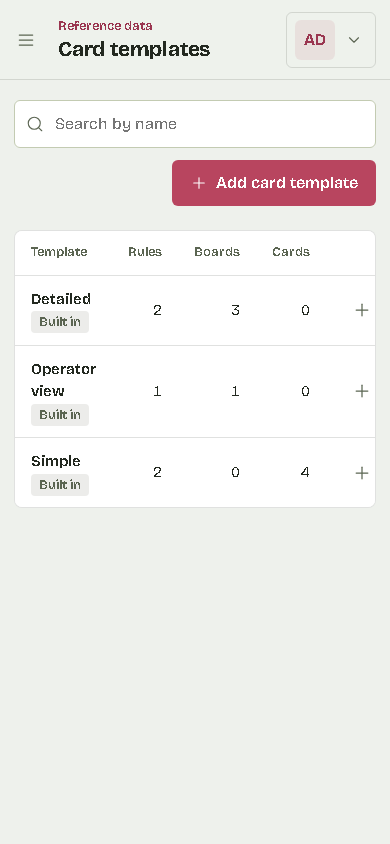 Reference data
Card templates
AD
Search by name
Add card template
Template Rules Boards Cards
Detailed
Built in
2 3 0
Operator
view
Built in
1 1 0
Simple
Built in
2 0 4